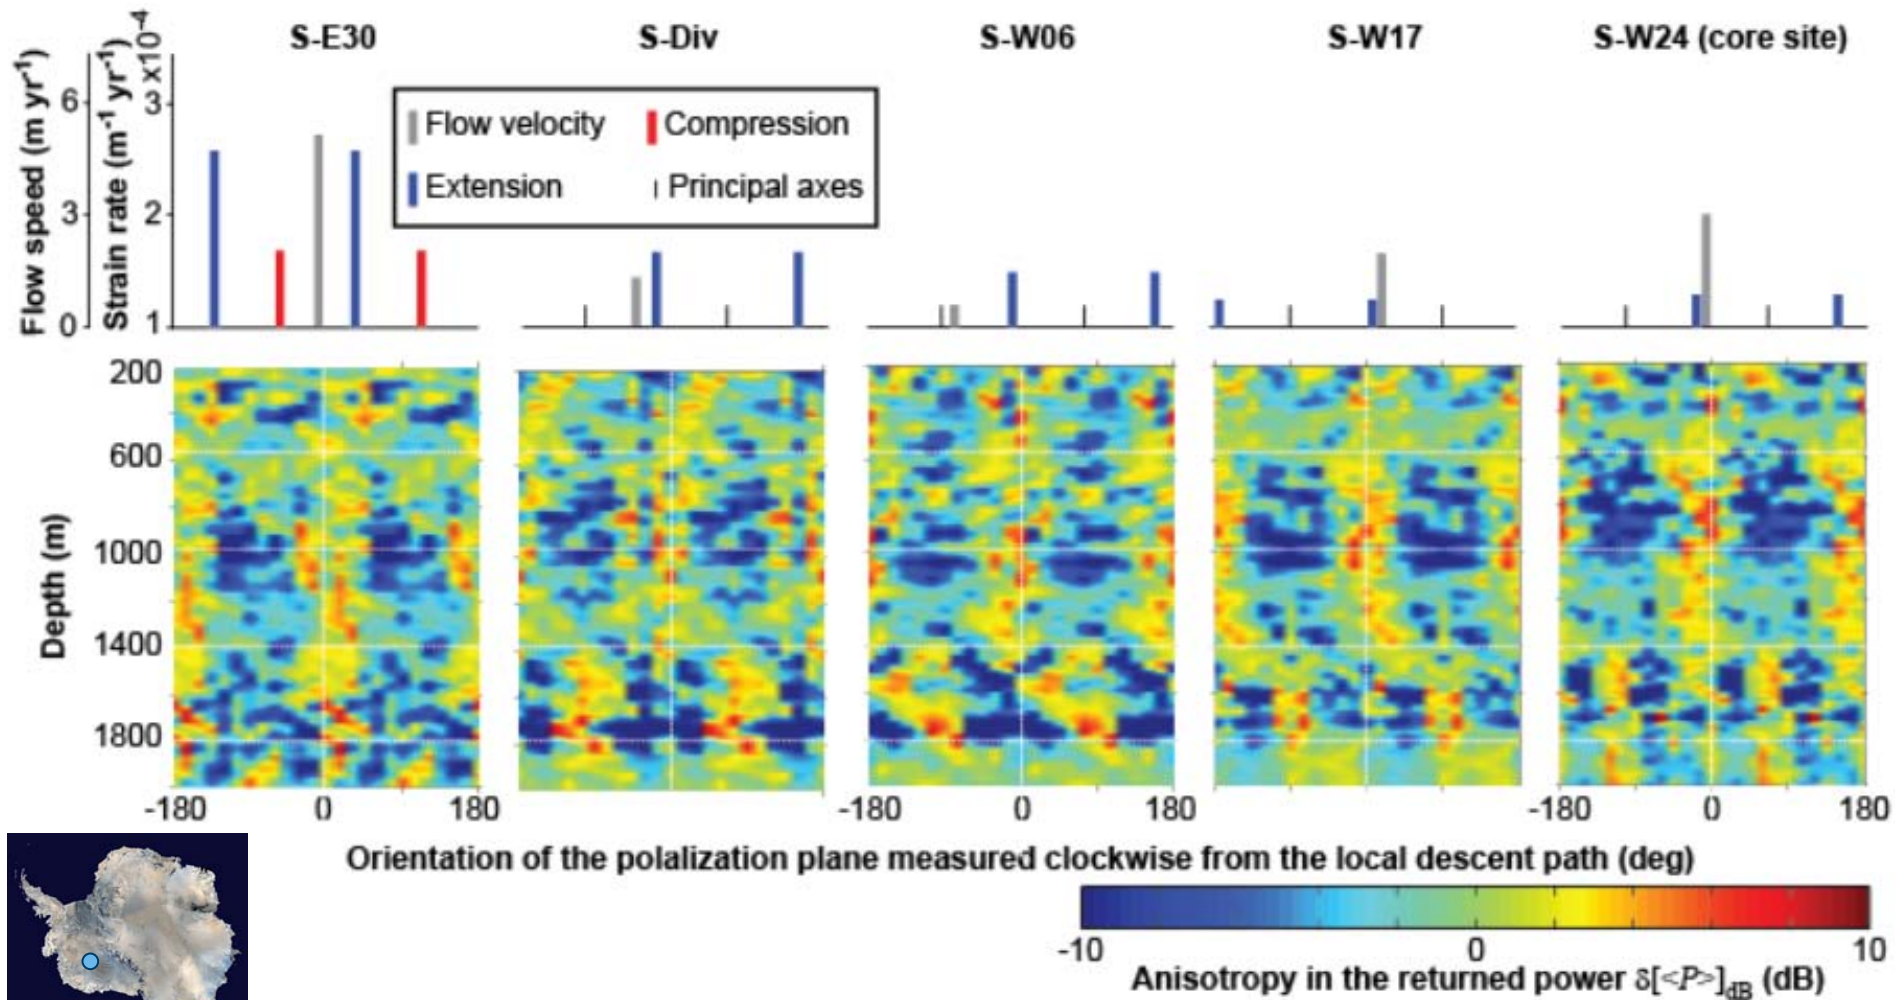 S-E30 S-Div S-W06 S-W17 S-W24 (core site)
Flow speed (m yr-1)
6
3
0
Strain rate (m-1 yr-1)
x10-4
3
2
1
Flow velocity Compression
Extension Principal axes
Depth (m)
200
600
1000
1400
1800
-180 0 180 -180 0 180 -180 0 180
Orientation of the polalization plane measured clockwise from the local descent path (deg)
-10 0 10
Anisotropy in the returned power δ[<P>]dB (dB)